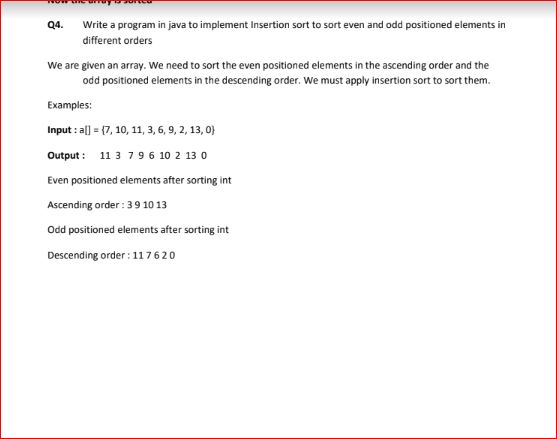 Now the array is sorted
Q4. Write a program in java to implement Insertion sort to sort even and odd positioned elements in
different orders
We are given an array. We need to sort the even positioned elements in the ascending order and the
odd positioned elements in the descending order. We must apply insertion sort to sort them.
Examples:
Input : a[] = {7, 10, 11, 3, 6, 9, 2, 13, 0}
Output : 11 3 7 9 6 10 2 13 0
Even positioned elements after sorting int
Ascending order : 3 9 10 13
Odd positioned elements after sorting int
Descending order : 11 7 6 2 0